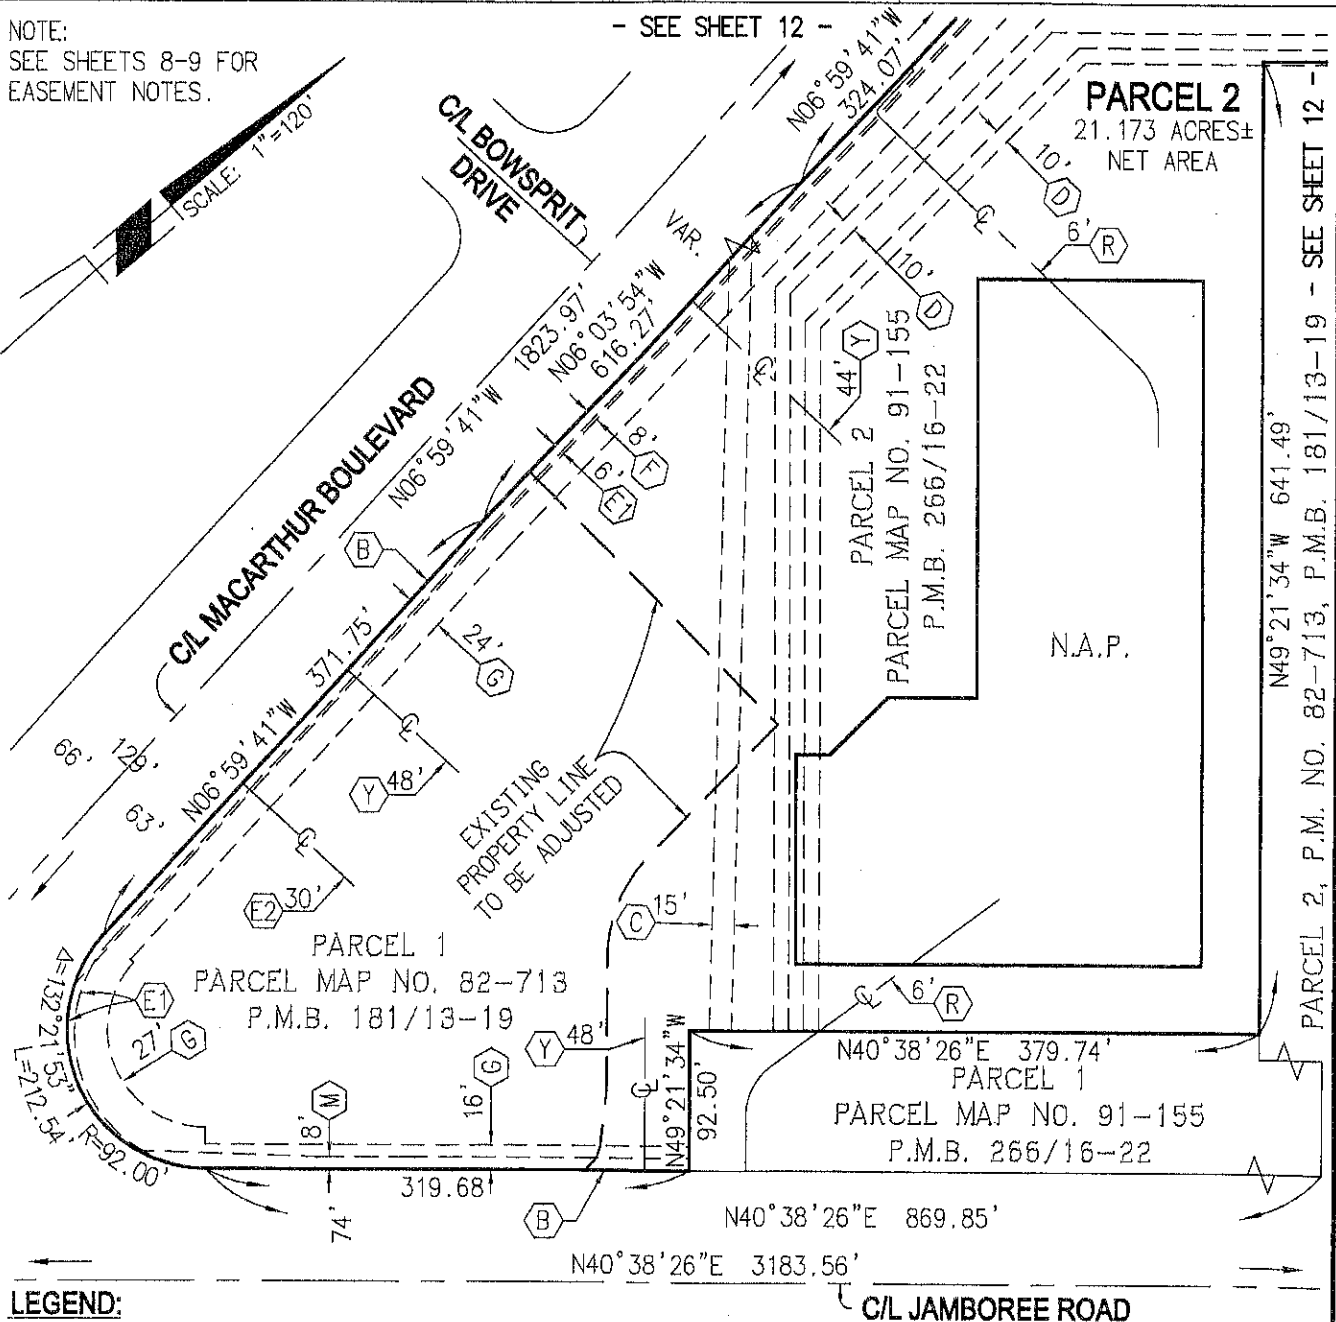 NOTE:
SEE SHEETS 8-9 FOR
EASEMENT NOTES.
- SEE SHEET 12 -
SCALE: 1"=120'
C/L BOWSPRIT
DRIVE
N06°59'41"W
324.07'
PARCEL 2
21.173 ACRES±
NET AREA
10' D
6' R
10' D
VAR.
C/L MACARTHUR BOULEVARD
N06°59'41"W 1823.97'
N06°03'54"W
616.27'
44' Y
PARCEL 2
PARCEL MAP NO. 91-155
P.M.B. 266/16-22
8' F
6' E1
B
24' G
N.A.P.
N49°21'34"W 641.49'
PARCEL 2, P.M. NO. 82-713, P.M.B. 181/13-19 - SEE SHEET 12 -
N06°59'41"W 371.75'
66' 129'
63'
Y 48'
E2 30'
EXISTING
PROPERTY LINE
TO BE ADJUSTED
C 15'
PARCEL 1
PARCEL MAP NO. 82-713
P.M.B. 181/13-19
E1
27' G
Δ=132°21'53"
L=212.54'
R=92.00'
Y 48'
16' G
8' M
6' R
N49°21'34"W
92.50'
N40°38'26"E 379.74'
PARCEL 1
PARCEL MAP NO. 91-155
P.M.B. 266/16-22
319.68'
74'
B
N40°38'26"E 869.85'
N40°38'26"E 3183.56'
LEGEND:
C/L JAMBOREE ROAD